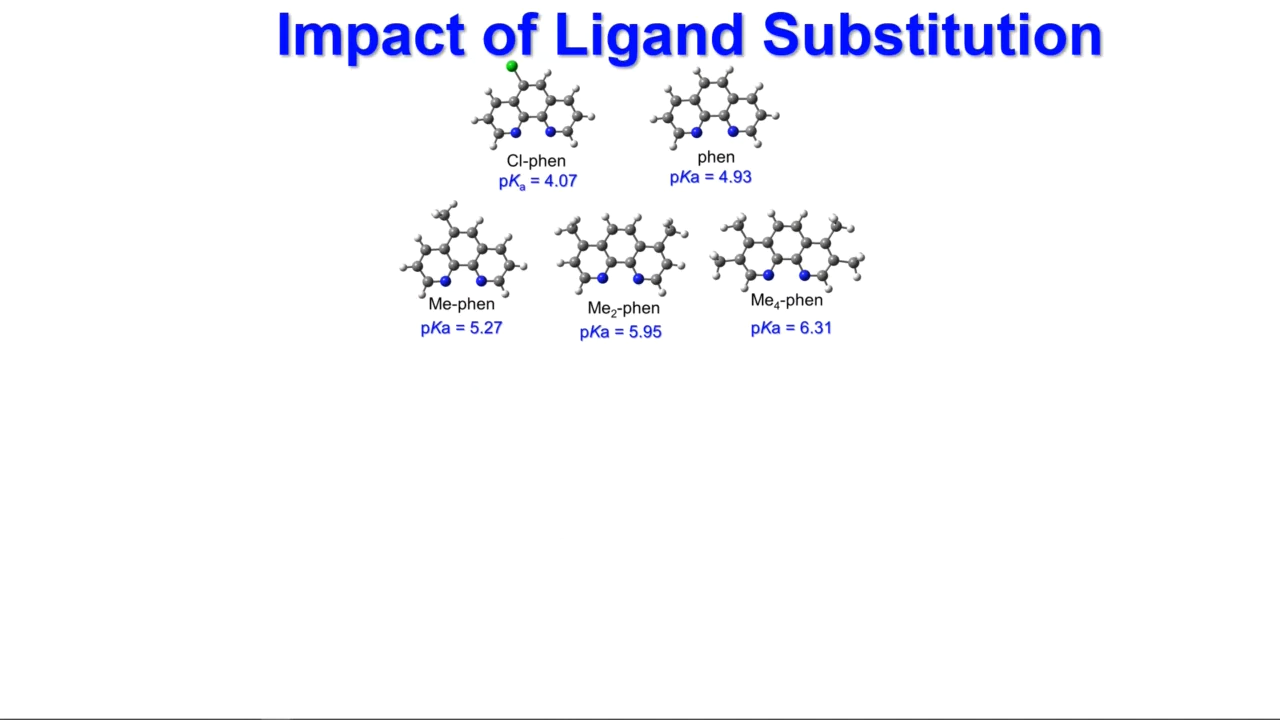 Impact of Ligand Substitution
Cl-phen
pKₐ = 4.07
phen
pKa = 4.93
Me-phen
pKa = 5.27
Me₂-phen
pKa = 5.95
Me₄-phen
pKa = 6.31